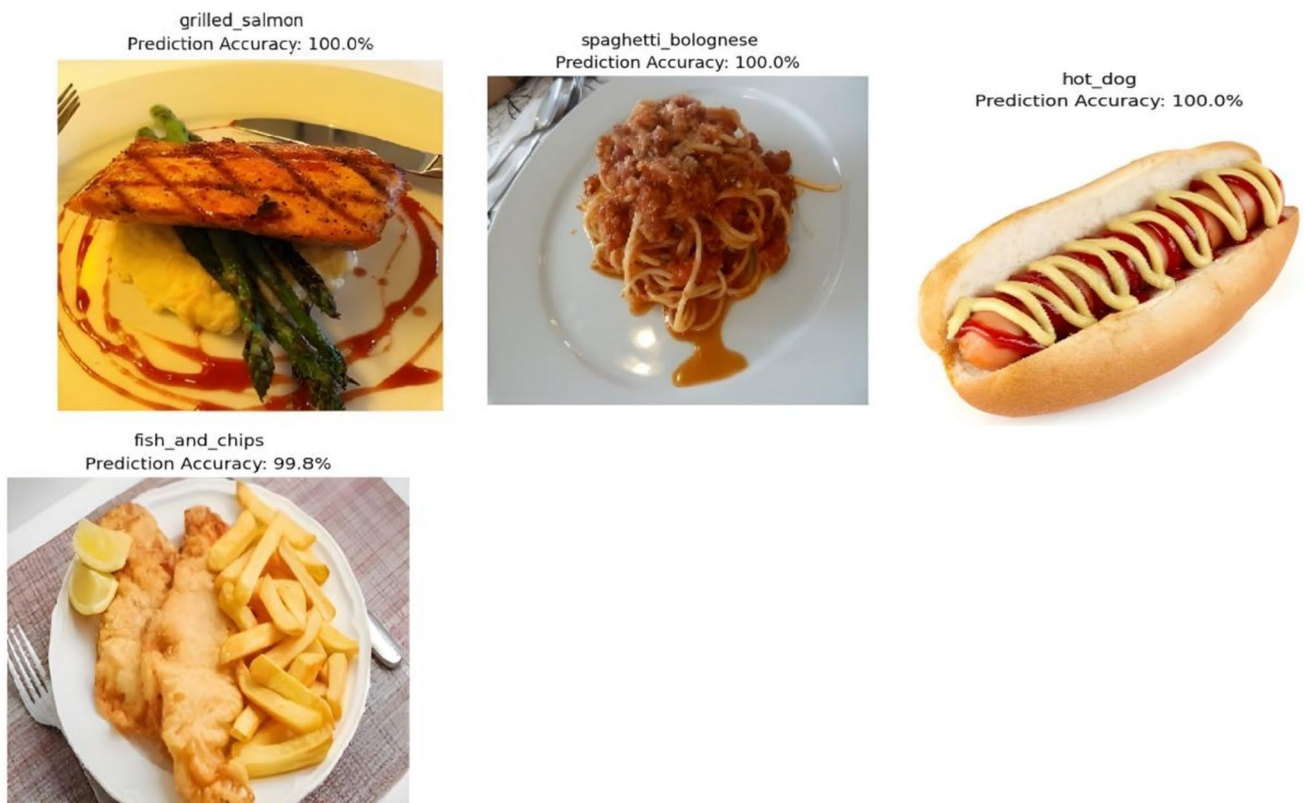 grilled_salmon
Prediction Accuracy: 100.0%
spaghetti_bolognese
Prediction Accuracy: 100.0%
hot_dog
Prediction Accuracy: 100.0%
fish_and_chips
Prediction Accuracy: 99.8%